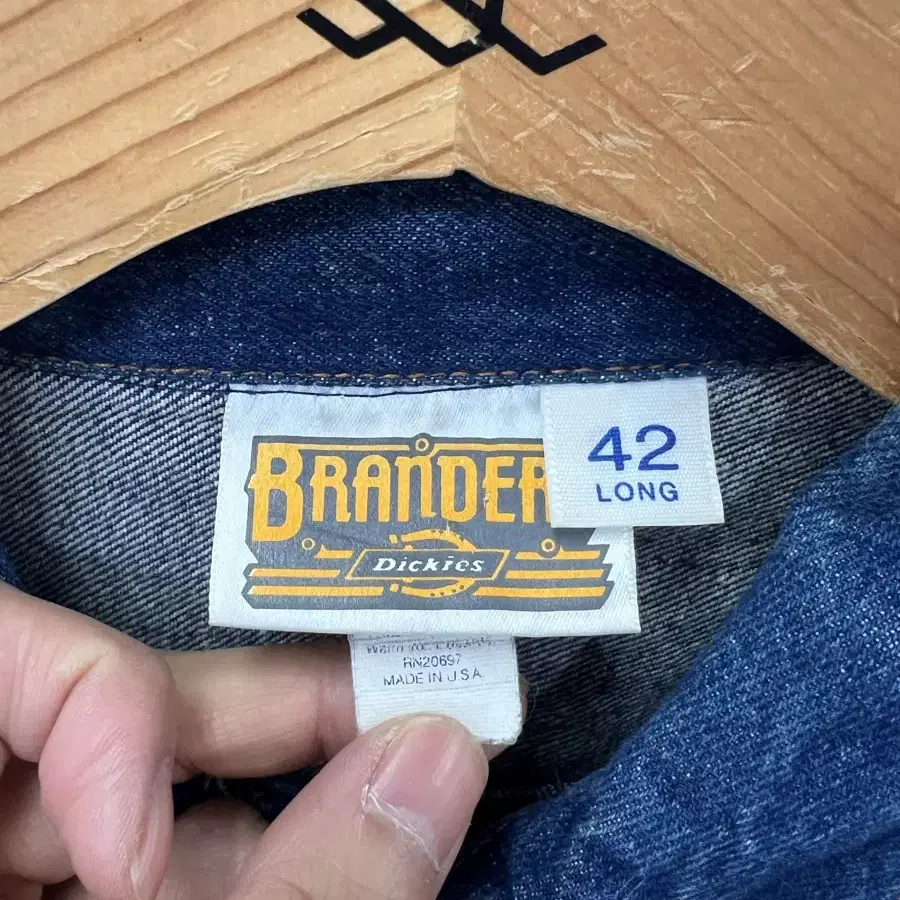 BRANDER
42
LONG
Dickies
RN20697
MADE IN U.S.A.